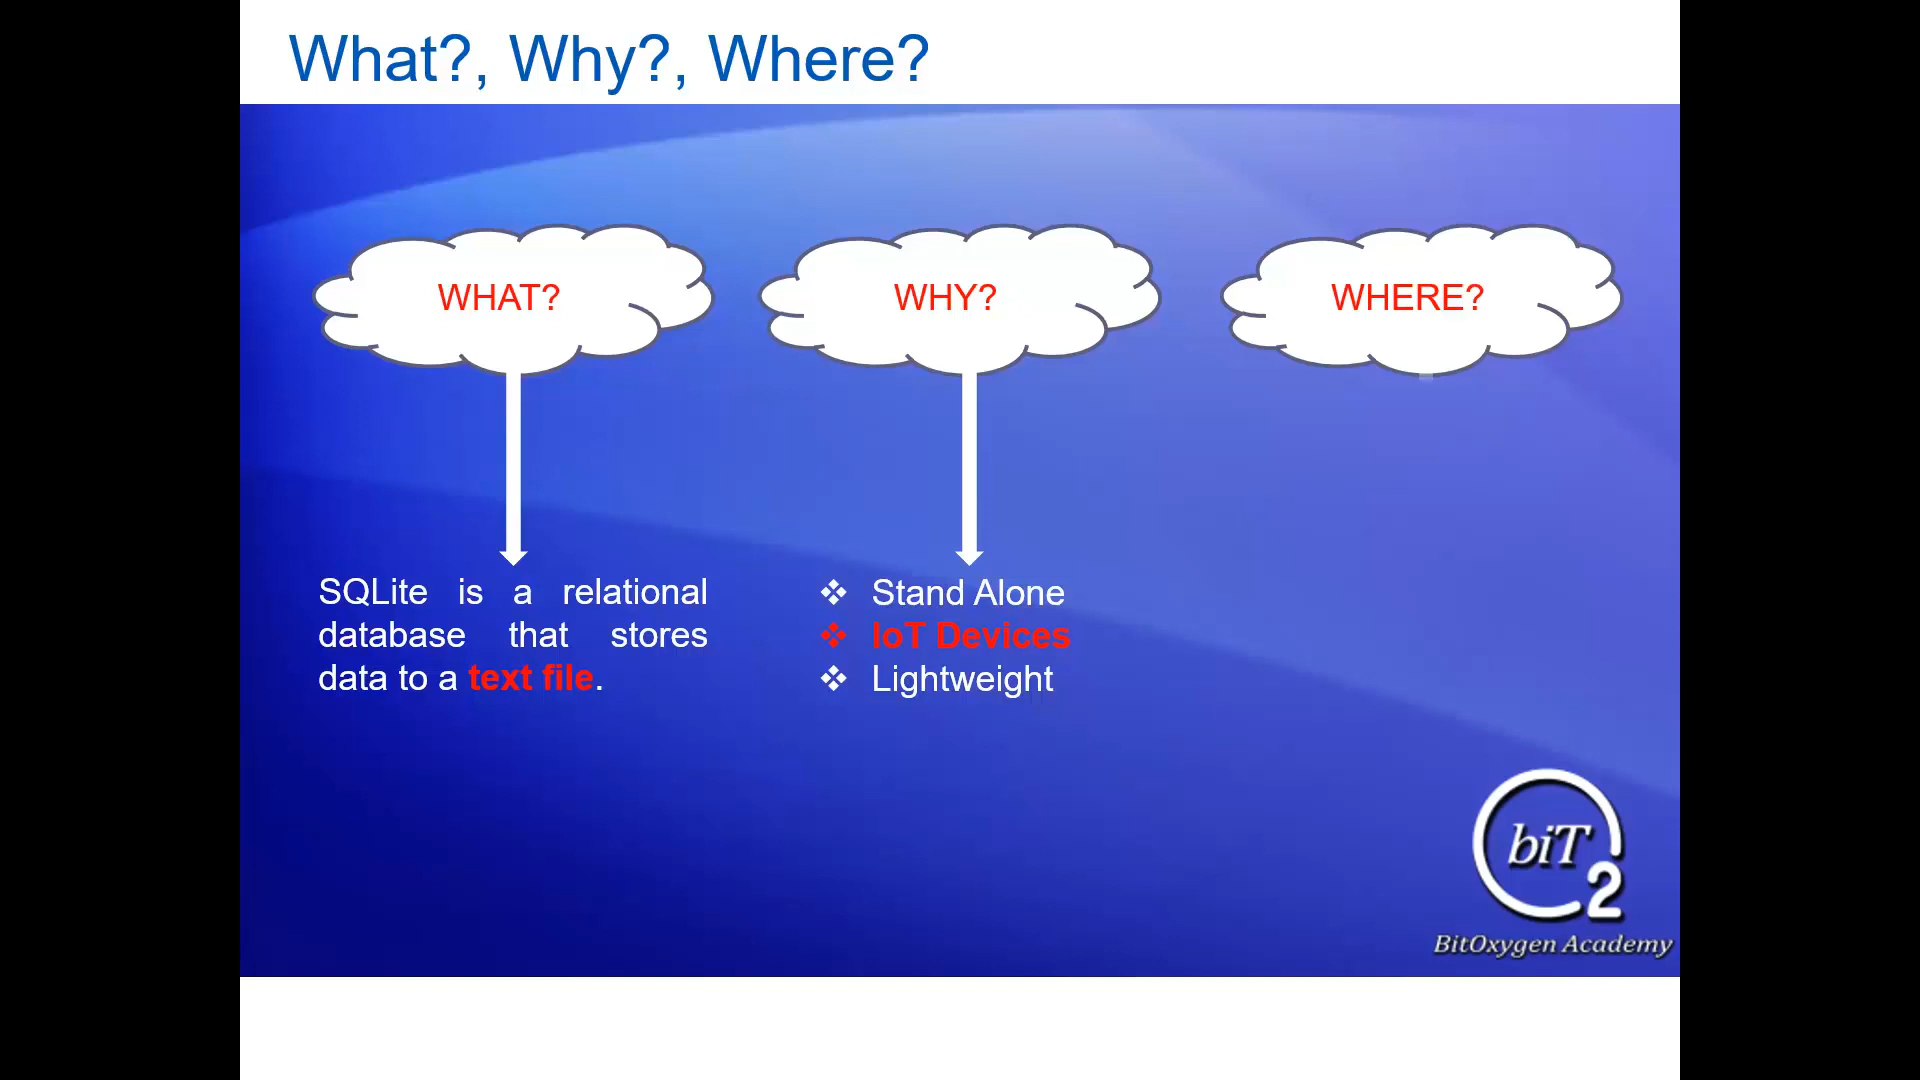 What?, Why?, Where?
WHAT?
WHY?
WHERE?
SQLite is a relational
database that stores
data to a text file.
❖ Stand Alone
❖ IoT Devices
❖ Lightweight
biT
2
BitOxygen Academy